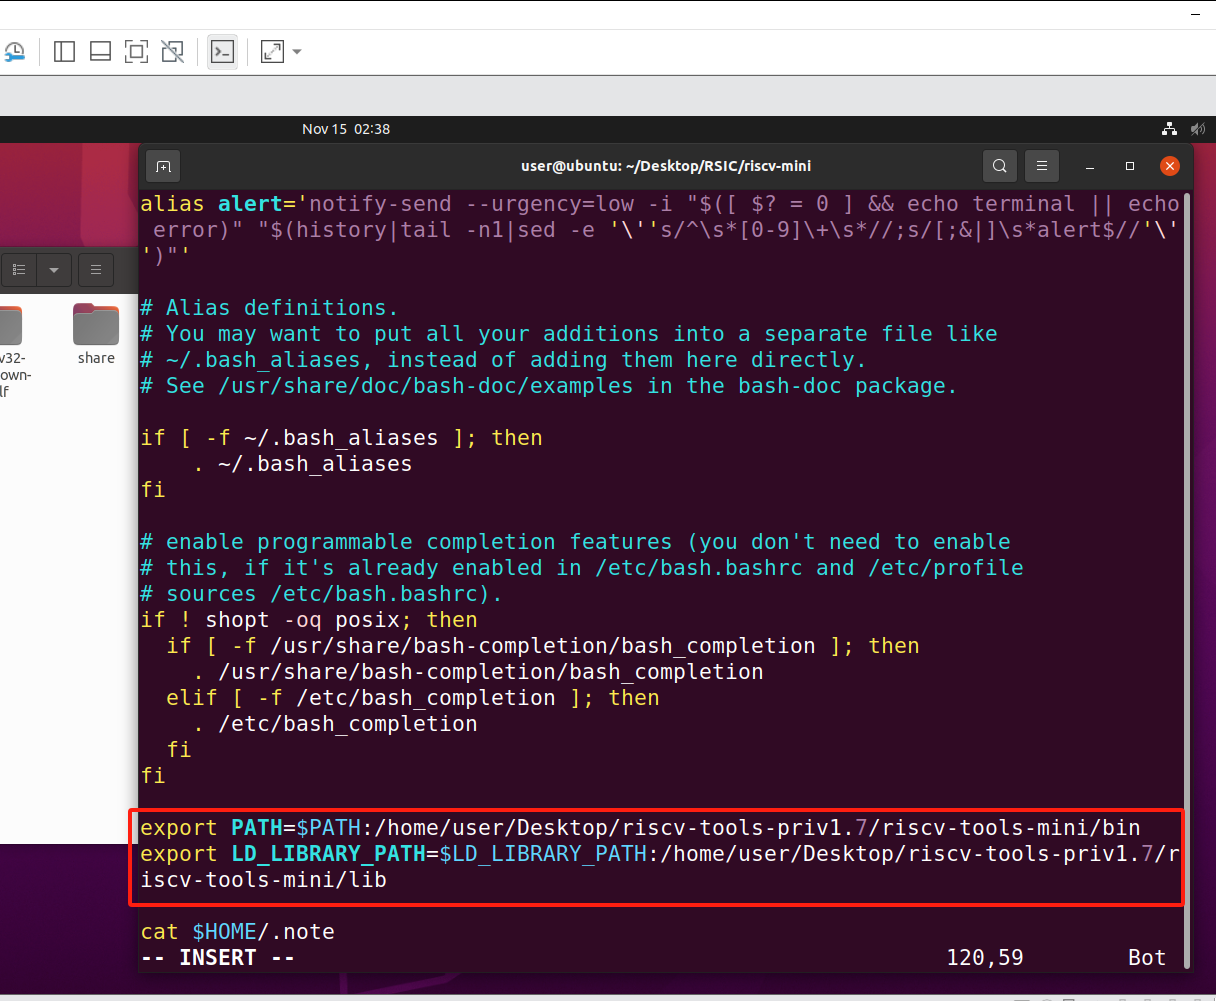 Nov 15  02:38
user@ubuntu: ~/Desktop/RSIC/riscv-mini
alias alert='notify-send --urgency=low -i "$([ $? = 0 ] && echo terminal || echo
 error)" "$(history|tail -n1|sed -e '\''s/^\s*[0-9]\+\s*//;s/[;&|]\s*alert$//'\'
')"'
# Alias definitions.
# You may want to put all your additions into a separate file like
# ~/.bash_aliases, instead of adding them here directly.
# See /usr/share/doc/bash-doc/examples in the bash-doc package.
if [ -f ~/.bash_aliases ]; then
    . ~/.bash_aliases
fi
# enable programmable completion features (you don't need to enable
# this, if it's already enabled in /etc/bash.bashrc and /etc/profile
# sources /etc/bash.bashrc).
if ! shopt -oq posix; then
  if [ -f /usr/share/bash-completion/bash_completion ]; then
    . /usr/share/bash-completion/bash_completion
  elif [ -f /etc/bash_completion ]; then
    . /etc/bash_completion
  fi
fi
export PATH=$PATH:/home/user/Desktop/riscv-tools-priv1.7/riscv-tools-mini/bin
export LD_LIBRARY_PATH=$LD_LIBRARY_PATH:/home/user/Desktop/riscv-tools-priv1.7/r
iscv-tools-mini/lib
cat $HOME/.note
-- INSERT --    120,59    Bot
v32-
own-
lf
share